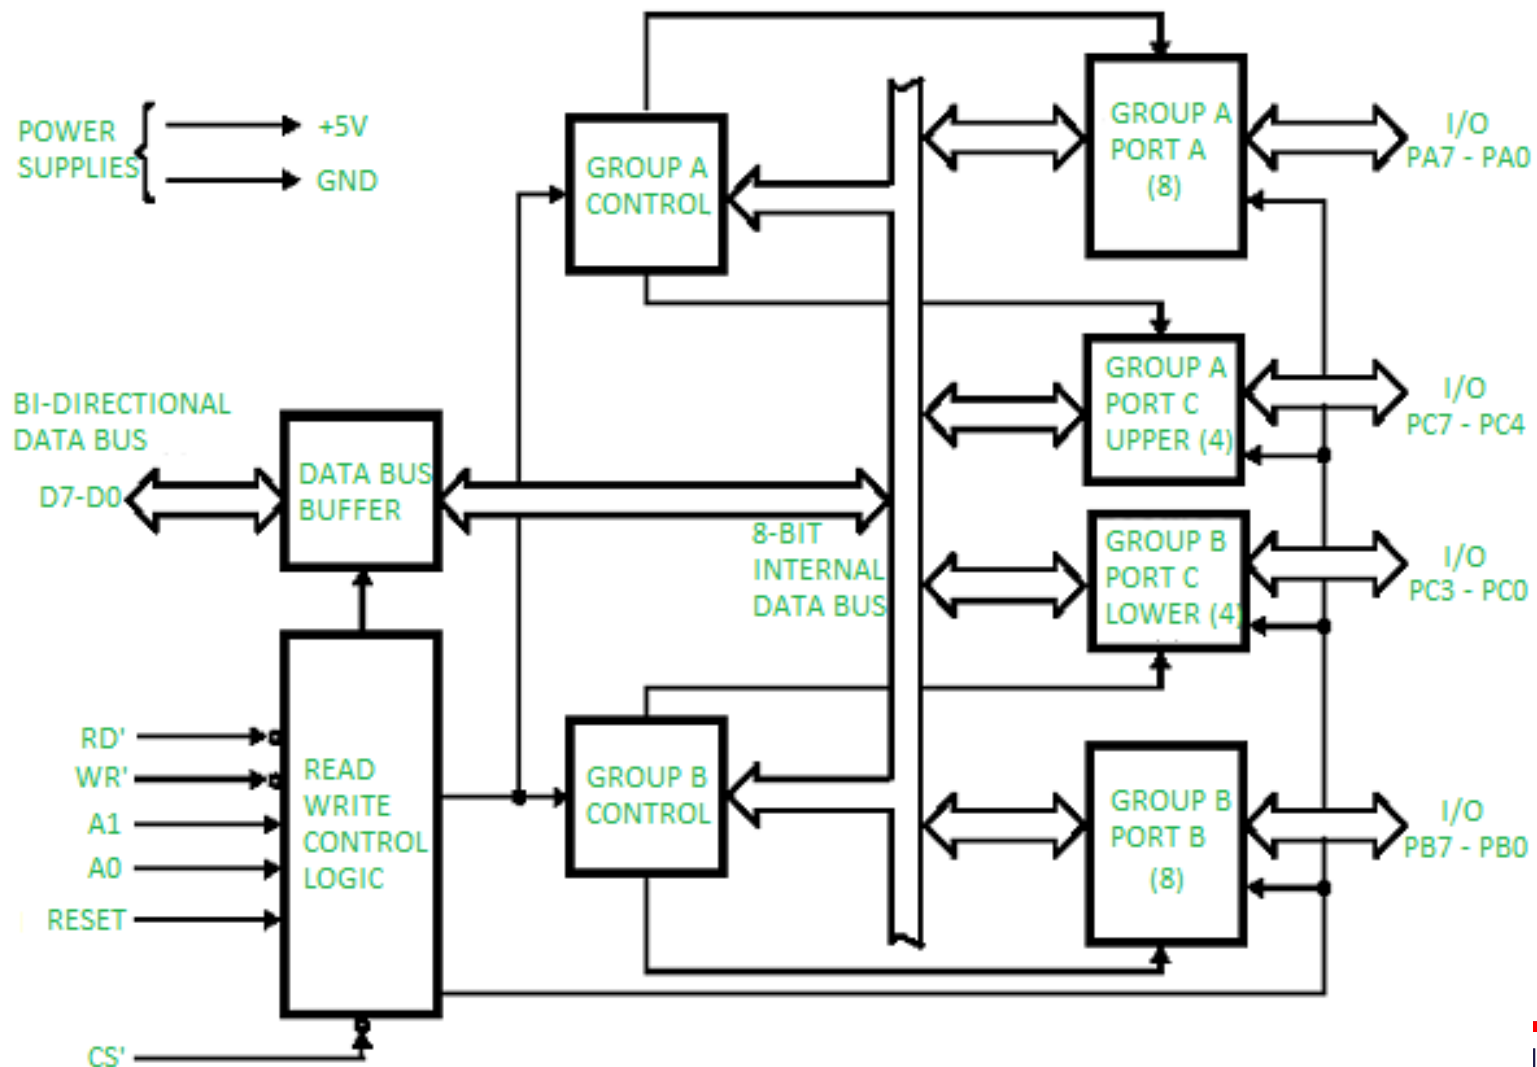 POWER
SUPPLIES
+5V
GND
GROUP A
CONTROL
GROUP A
PORT A
(8)
I/O
PA7 - PA0
GROUP A
PORT C
UPPER (4)
I/O
PC7 - PC4
BI-DIRECTIONAL
DATA BUS
D7-D0
DATA BUS
BUFFER
8-BIT
INTERNAL
DATA BUS
GROUP B
PORT C
LOWER (4)
I/O
PC3 - PC0
RD'
WR'
A1
A0
RESET
CS'
READ
WRITE
CONTROL
LOGIC
GROUP B
CONTROL
GROUP B
PORT B
(8)
I/O
PB7 - PB0